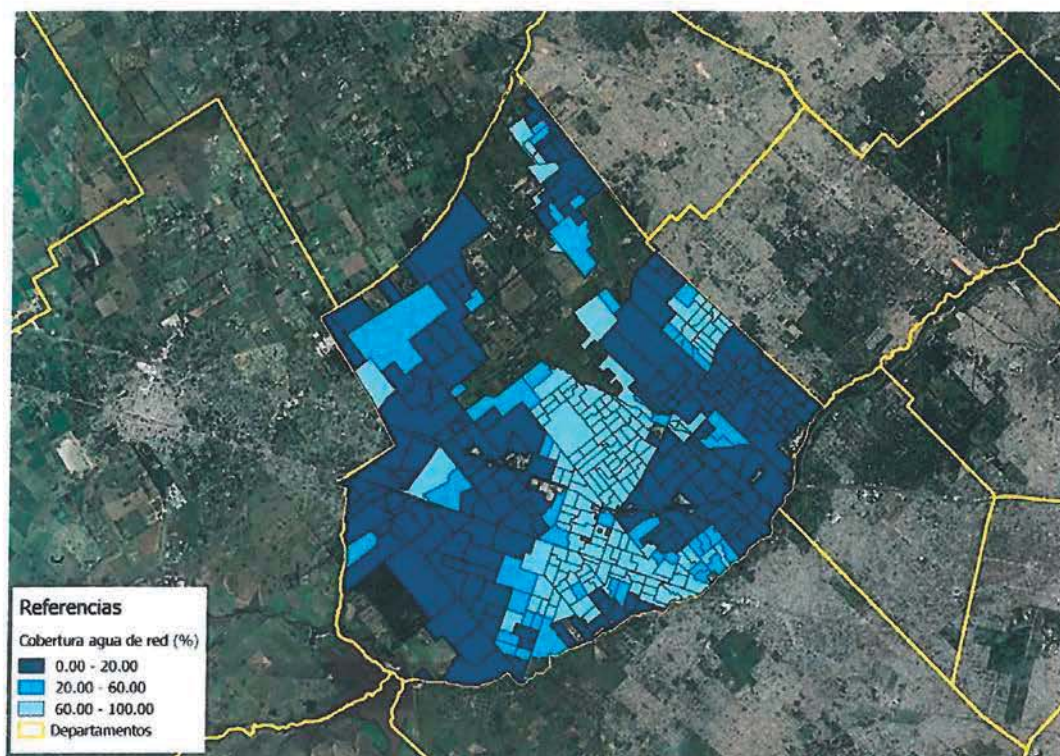 Referencias
Cobertura agua de red (%)
0.00 - 20.00
20.00 - 60.00
60.00 - 100.00
Departamentos